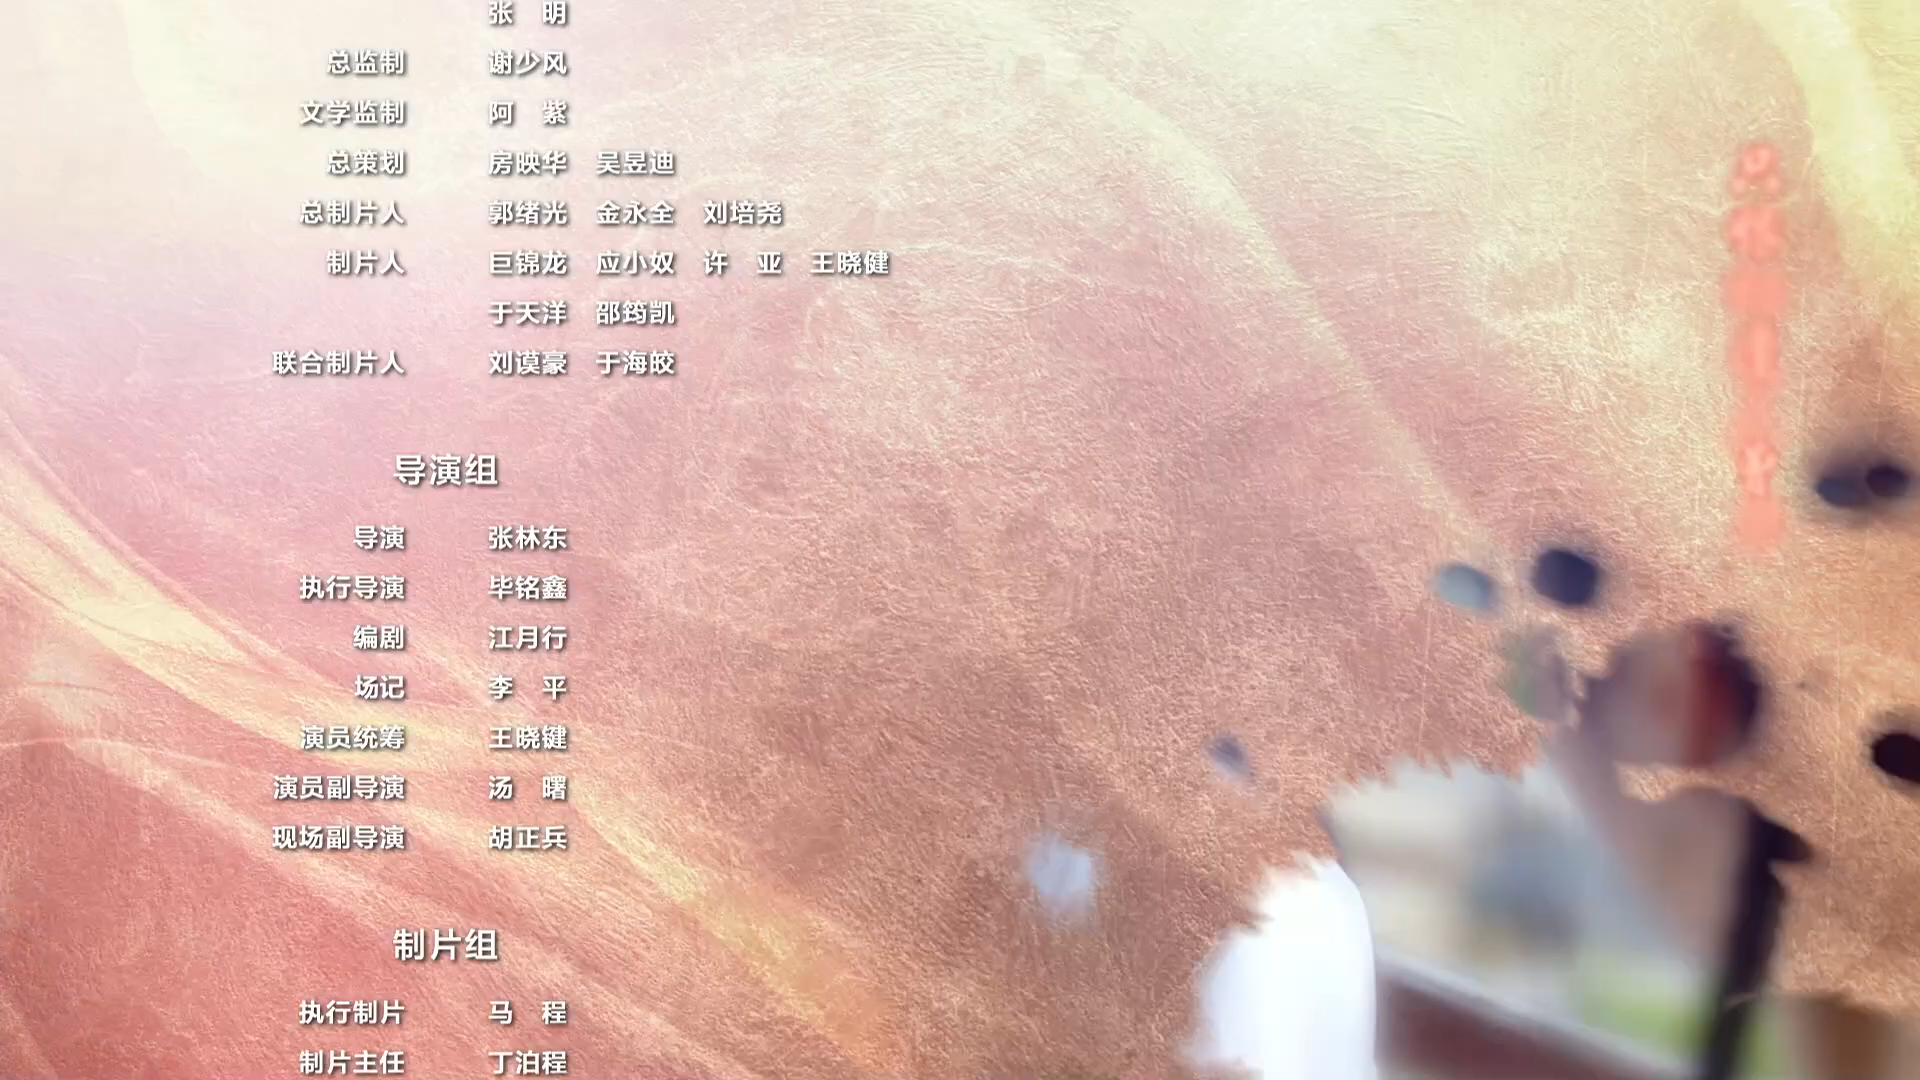 张 明
总监制 谢少风
文学监制 阿 紫
总策划 房映华 吴昱迪
总制片人 郭绪光 金永全 刘培尧
制片人 巨锦龙 应小奴 许 亚 王晓健
于天洋 邵筠凯
联合制片人 刘谟豪 于海皎
导演组
导演 张林东
执行导演 毕铭鑫
编剧 江月行
场记 李 平
演员统筹 王晓键
演员副导演 汤 曙
现场副导演 胡正兵
制片组
执行制片 马 程
制片主任 丁泊程